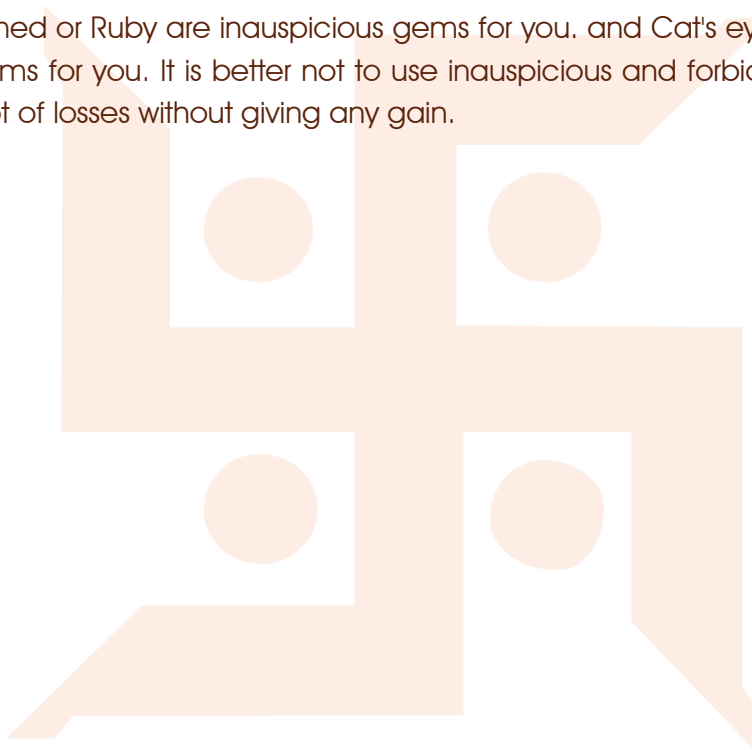 ned or Ruby are inauspicious gems for you. and Cat's ey
ms for you. It is better not to use inauspicious and forbid
t of losses without giving any gain.